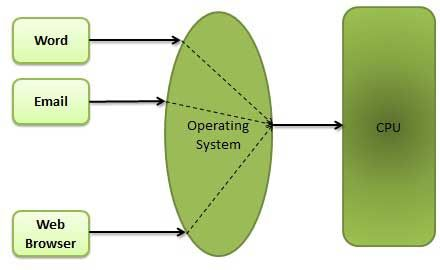 Word
Email
Operating
System
CPU
Web
Browser